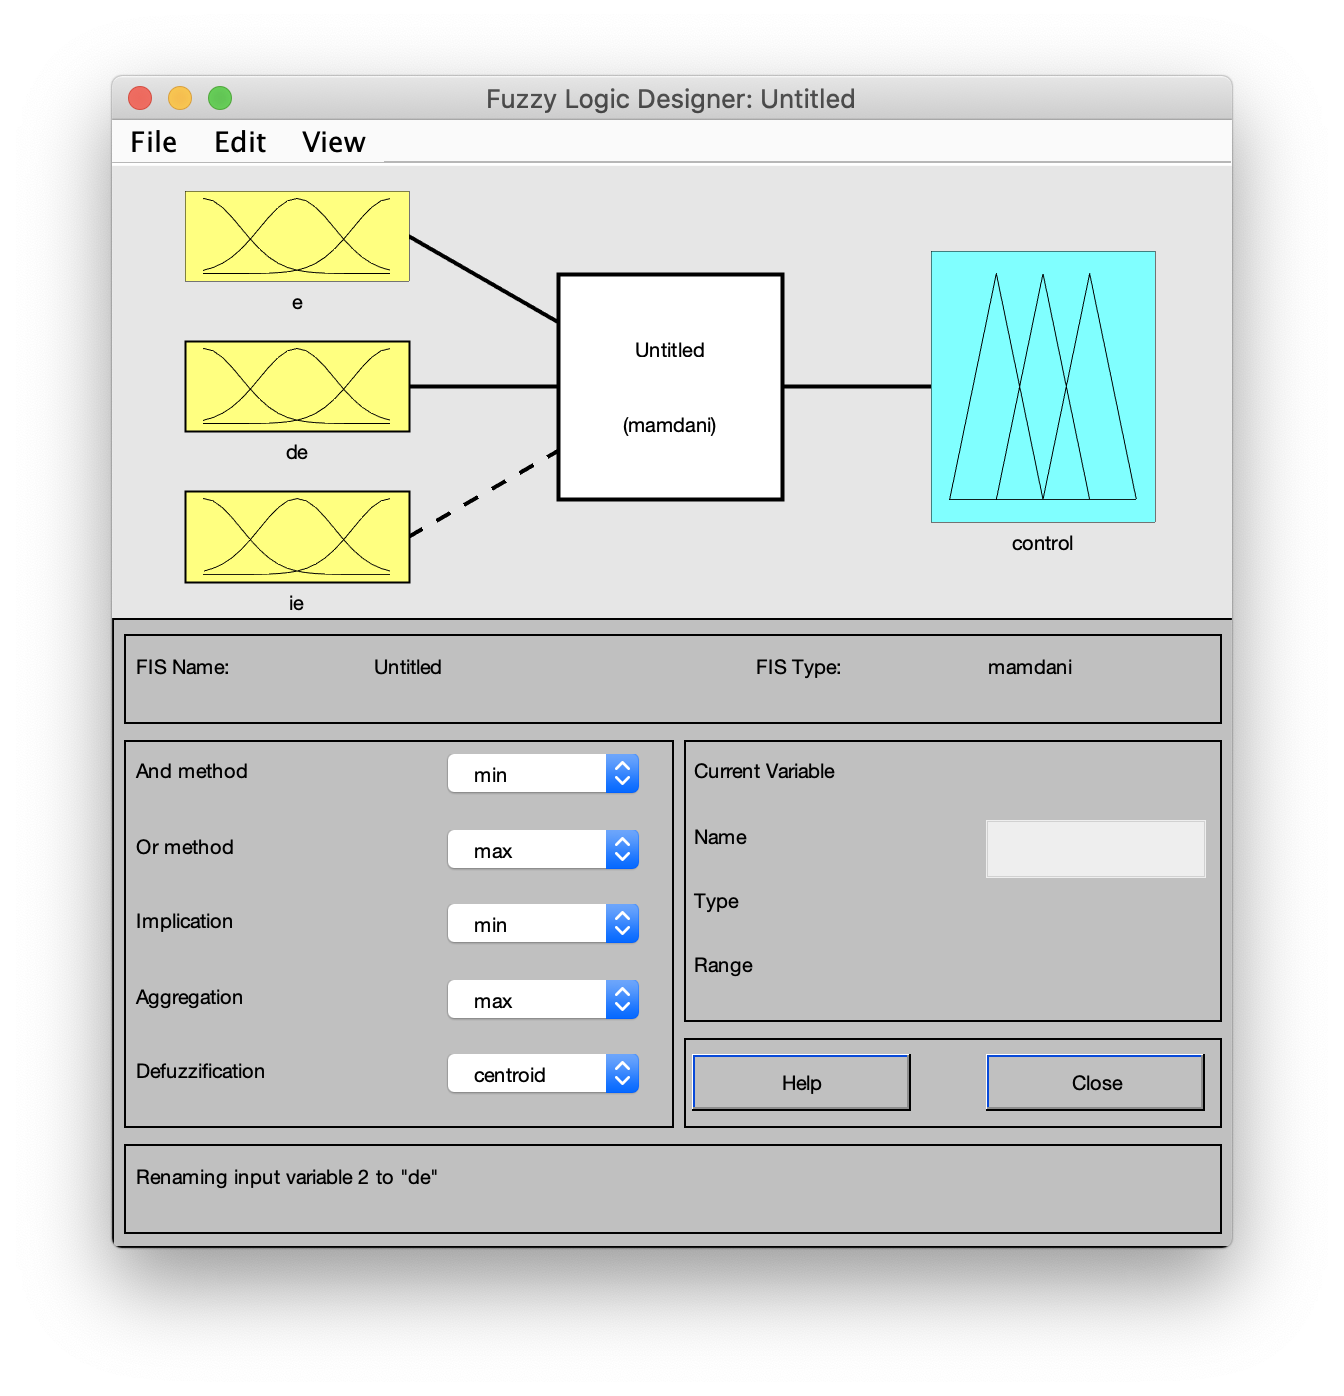 Fuzzy Logic Designer: Untitled
File Edit View
e
de
ie
Untitled
(mamdani)
control
FIS Name: Untitled FIS Type: mamdani
And method min
Or method max
Implication min
Aggregation max
Defuzzification centroid
Current Variable
Name
Type
Range
Help Close
Renaming input variable 2 to "de"